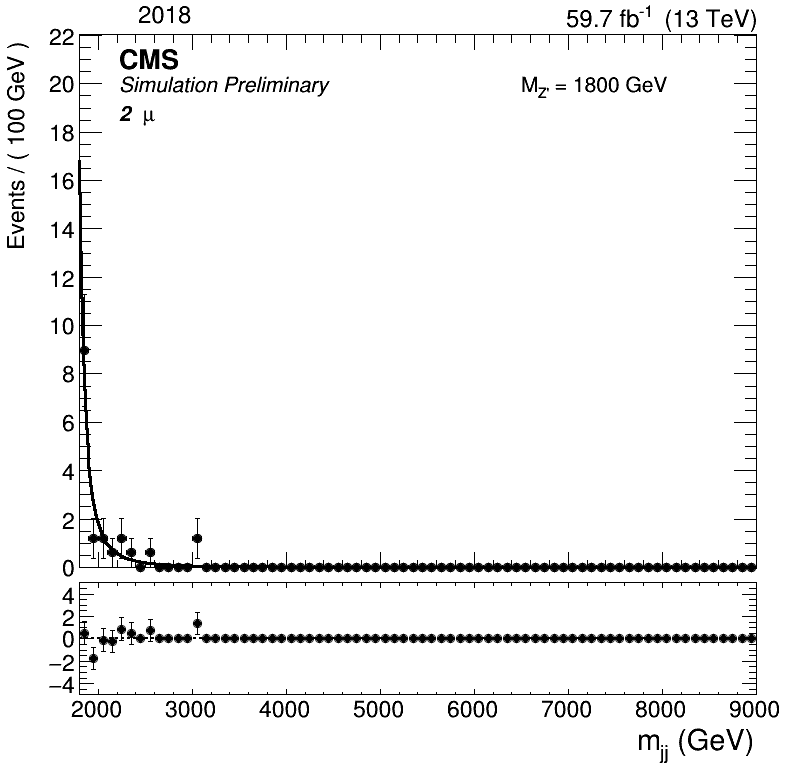 2018 59.7 fb⁻¹ (13 TeV)
CMS
Simulation Preliminary
M_Z' = 1800 GeV
2 μ
Events / ( 100 GeV )
22
20
18
16
14
12
10
8
6
4
2
0
4
2
0
−2
−4
2000 3000 4000 5000 6000 7000 8000 9000
m_jj (GeV)